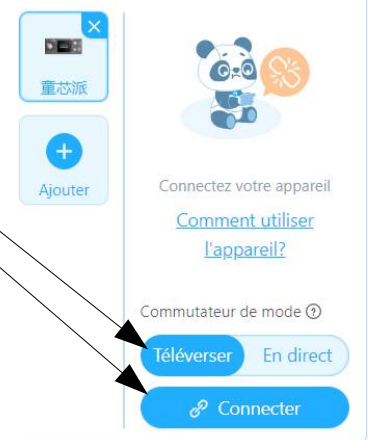 童芯派
Ajouter
Connectez votre appareil
Comment utiliser
l'appareil?
Commutateur de mode
Téléverser En direct
Connecter